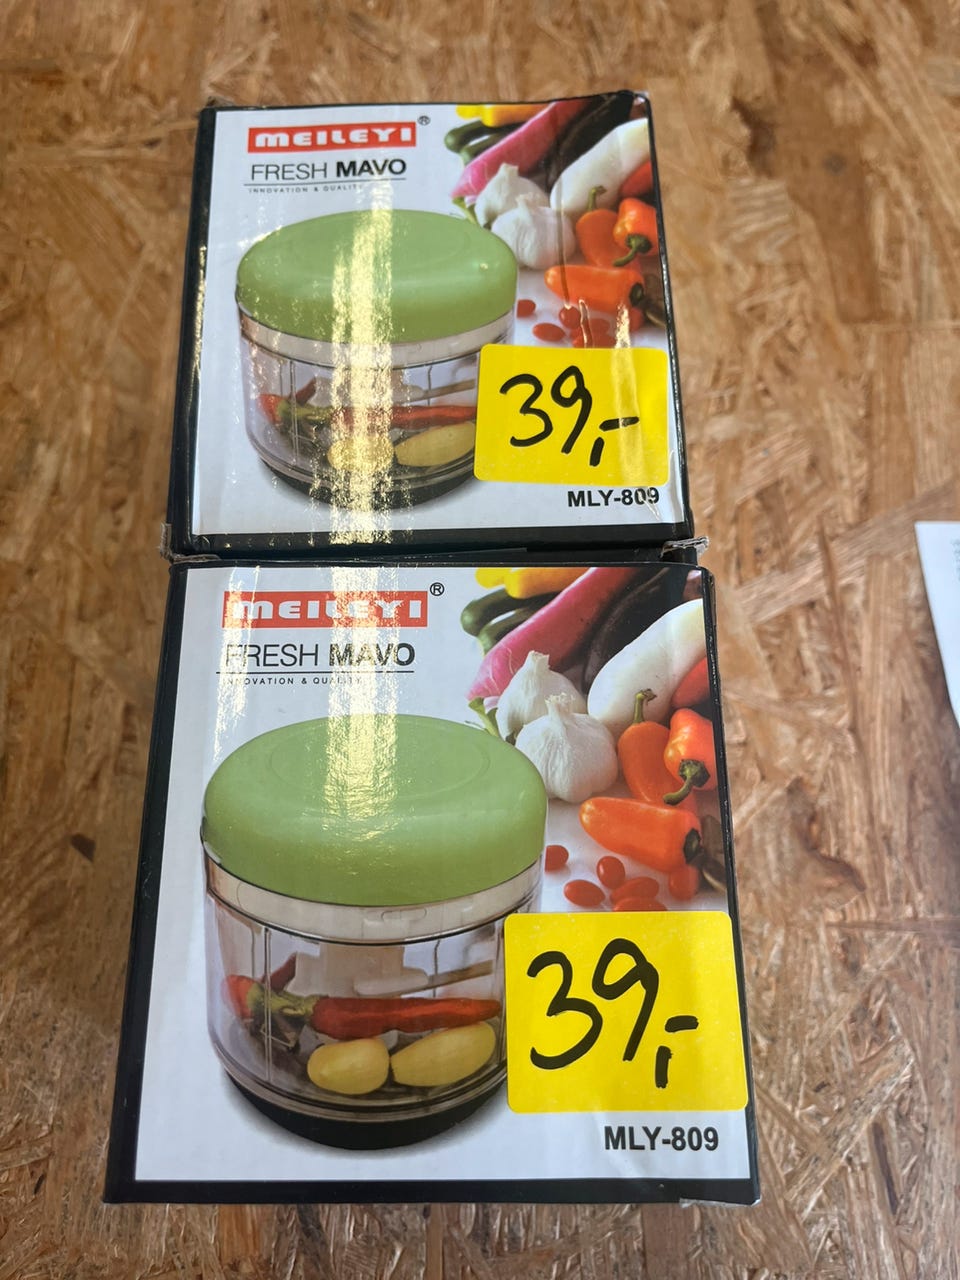 MEILEYI®
FRESH MAVO
INNOVATION & QUALITY
39,-
MLY-809
MEILEYI®
FRESH MAVO
INNOVATION & QUALITY
39,-
MLY-809